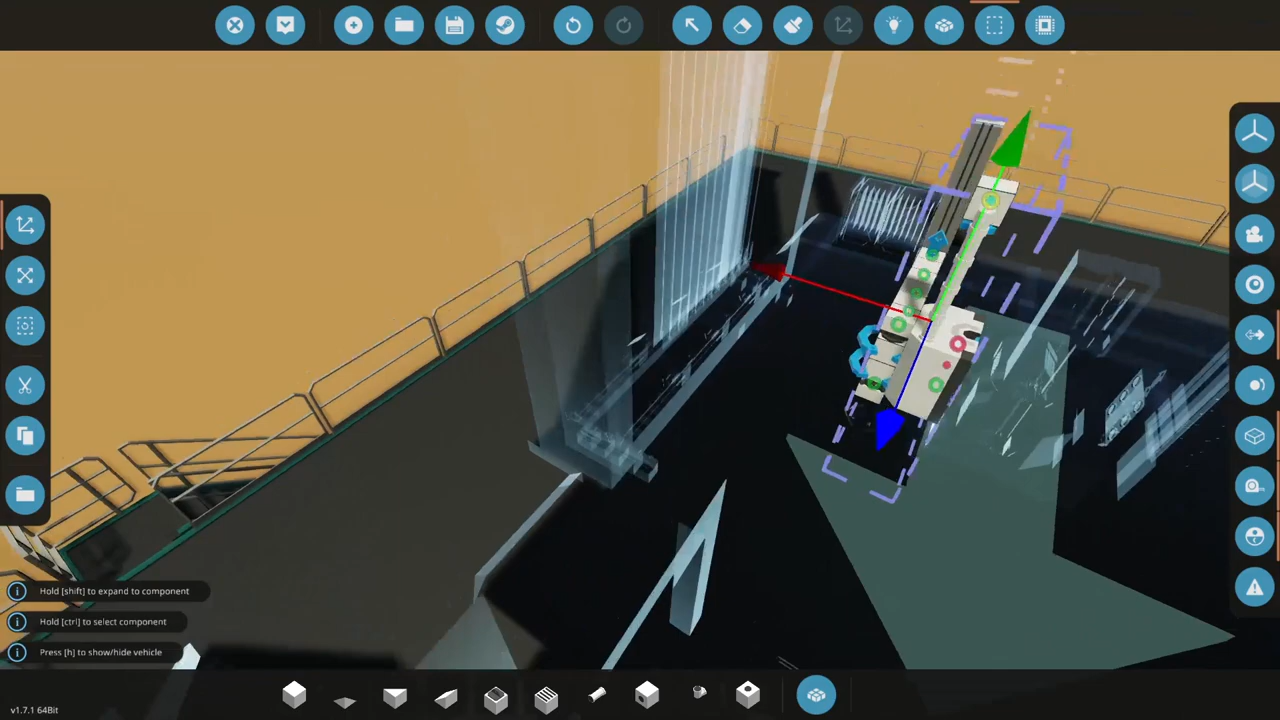 Hold [shift] to expand to component
Hold [ctrl] to select component
Press [h] to show/hide vehicle
v1.7.1 64Bit